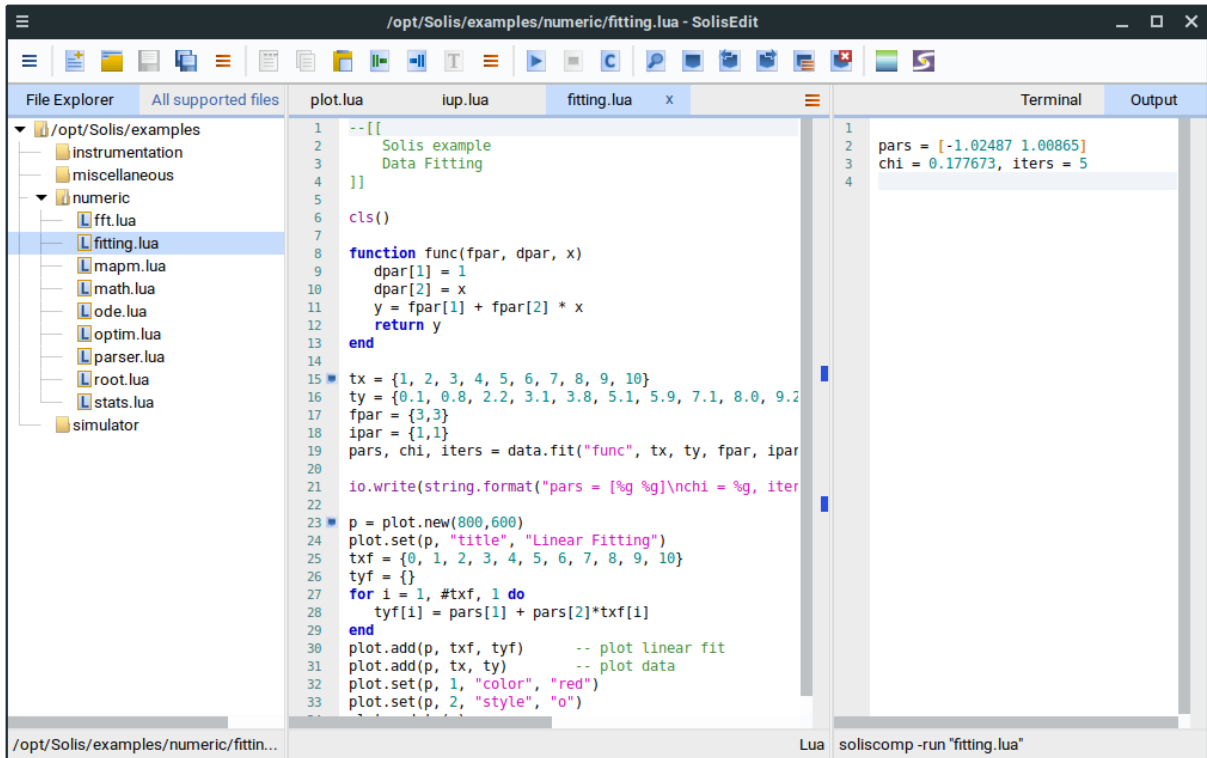 /opt/Solis/examples/numeric/fitting.lua - SolisEdit
T
C
File Explorer
All supported files
/opt/Solis/examples
instrumentation
miscellaneous
numeric
L fft.lua
L fitting.lua
L mapm.lua
L math.lua
L ode.lua
L optim.lua
L parser.lua
L root.lua
L stats.lua
simulator
/opt/Solis/examples/numeric/fittin...
plot.lua
iup.lua
fitting.lua x
1 --[[
2 Solis example
3 Data Fitting
4 ]]
5
6 cls()
7
8 function func(fpar, dpar, x)
9 dpar[1] = 1
10 dpar[2] = x
11 y = fpar[1] + fpar[2] * x
12 return y
13 end
14
15 tx = {1, 2, 3, 4, 5, 6, 7, 8, 9, 10}
16 ty = {0.1, 0.8, 2.2, 3.1, 3.8, 5.1, 5.9, 7.1, 8.0, 9.2
17 fpar = {3,3}
18 ipar = {1,1}
19 pars, chi, iters = data.fit("func", tx, ty, fpar, ipar
20
21 io.write(string.format("pars = [%g %g]\nchi = %g, iter
22
23 p = plot.new(800,600)
24 plot.set(p, "title", "Linear Fitting")
25 txf = {0, 1, 2, 3, 4, 5, 6, 7, 8, 9, 10}
26 tyf = {}
27 for i = 1, #txf, 1 do
28 tyf[i] = pars[1] + pars[2]*txf[i]
29 end
30 plot.add(p, txf, tyf) -- plot linear fit
31 plot.add(p, tx, ty) -- plot data
32 plot.set(p, 1, "color", "red")
33 plot.set(p, 2, "style", "o")
Lua
Terminal
Output
1
2 pars = [-1.02487 1.00865]
3 chi = 0.177673, iters = 5
4
soliscomp -run "fitting.lua"